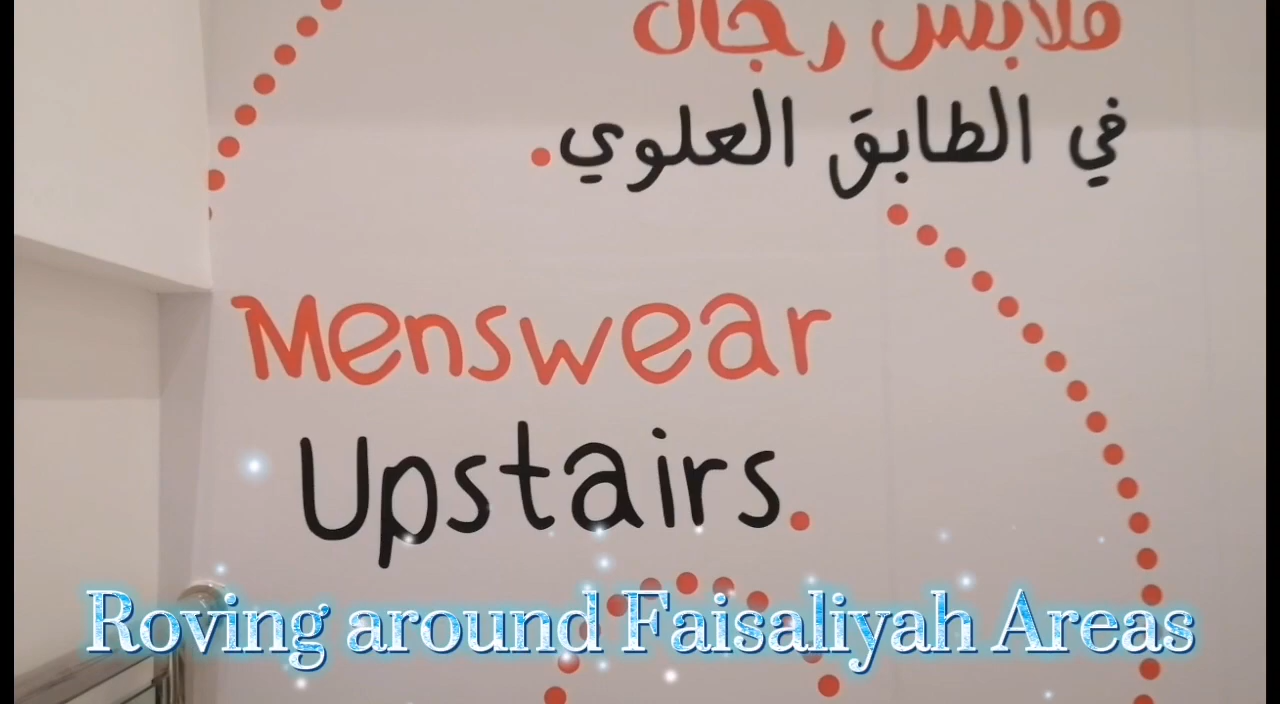 ملابس رجال
في الطابق العلوي.
Menswear
Upstairs.
Roving around Faisaliyah Areas